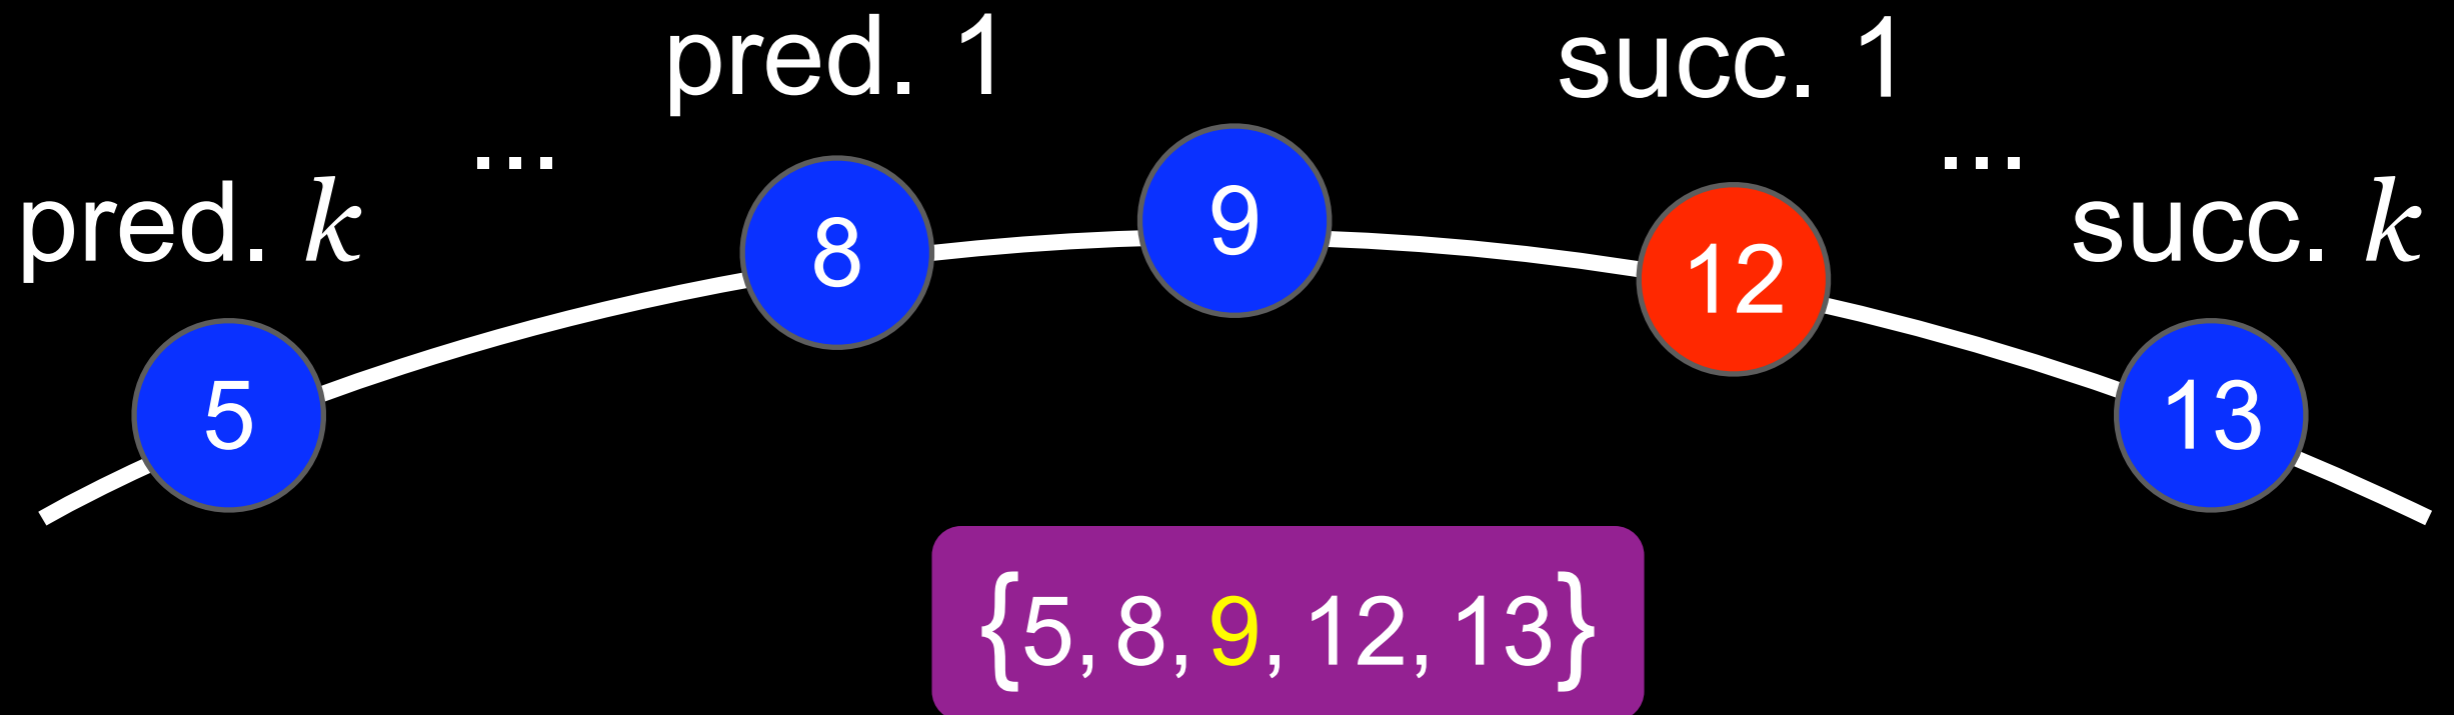 pred. 1
succ. 1
...
...
pred. k
succ. k
8
9
12
5
13
{5, 8, 9, 12, 13}